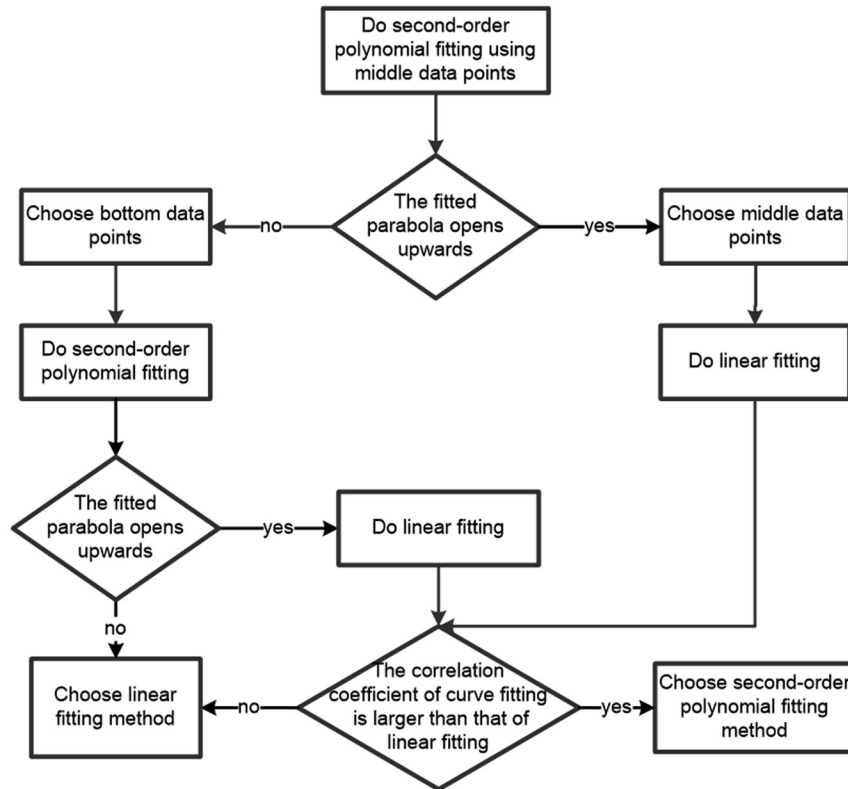 Do second-order
polynomial fitting using
middle data points
The fitted
parabola opens
upwards
no
yes
Choose bottom data
points
Choose middle data
points
Do second-order
polynomial fitting
Do linear fitting
The fitted
parabola opens
upwards
yes
Do linear fitting
no
Choose linear
fitting method
no
The correlation
coefficient of curve fitting
is larger than that of
linear fitting
yes
Choose second-order
polynomial fitting
method